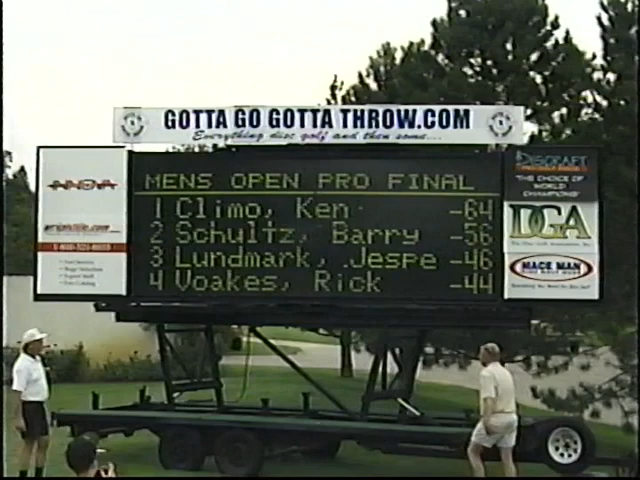 GOTTA GO GOTTA THROW.COM
Everything disc golf and then some...
MENS OPEN PRO FINAL
1 Climo, Ken -64
2 Schultz, Barry -56
3 Lundmark, Jespe -46
4 Voakes, Rick -44
DISCRAFT
THE CHOICE OF
WORLD
CHAMPIONS
DGA
MACE MAN